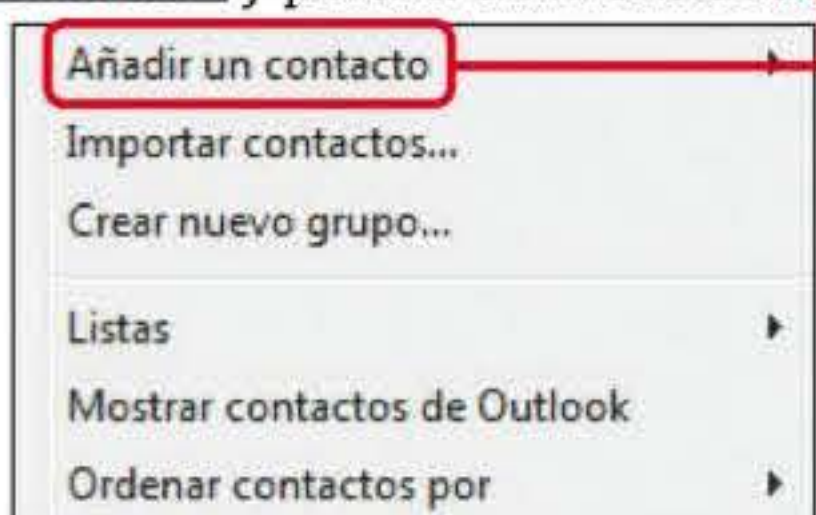 Añadir un contacto
Importar contactos...
Crear nuevo grupo...
Listas
Mostrar contactos de Outlook
Ordenar contactos por